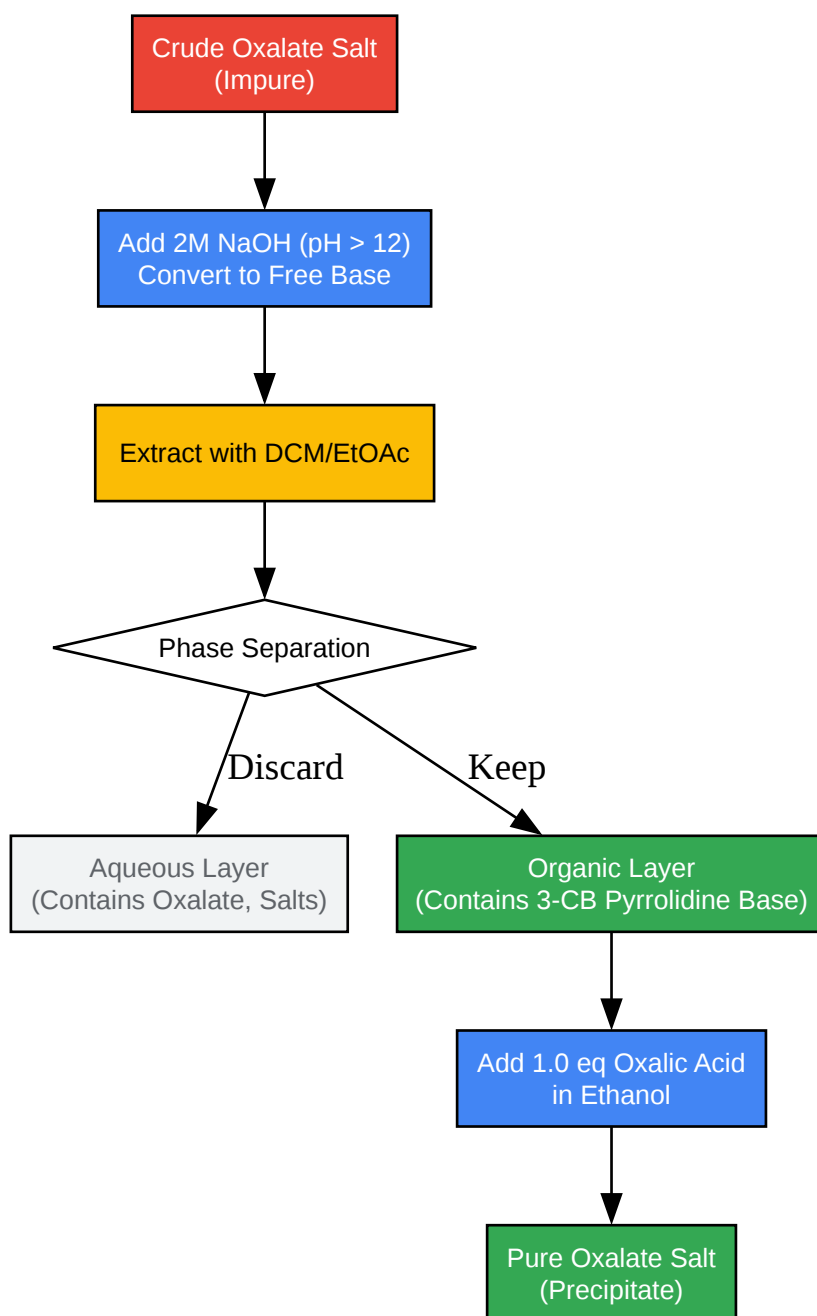 Crude Oxalate Salt
(Impure)
Add 2M NaOH (pH > 12)
Convert to Free Base
Extract with DCM/EtOAc
Phase Separation
Discard
Keep
Aqueous Layer
(Contains Oxalate, Salts)
Organic Layer
(Contains 3-CB Pyrrolidine Base)
Add 1.0 eq Oxalic Acid
in Ethanol
Pure Oxalate Salt
(Precipitate)